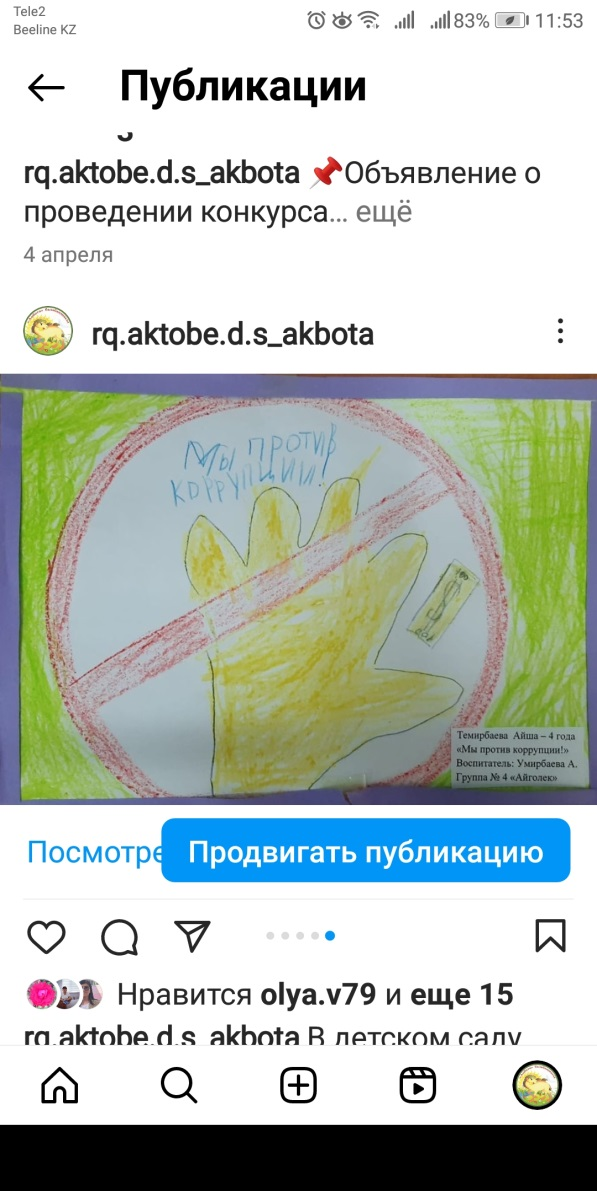 Tele2
Beeline KZ
83% 11:53
Публикации
rq.aktobe.d.s_akbota 📌Объявление о
проведении конкурса... ещё
4 апреля
rq.aktobe.d.s_akbota
Мы против
коррупции!
Темирбаева Айша – 4 года
«Мы против коррупции!»
Воспитатель: Умирбаева А.
Группа № 4 «Айголек»
Посмотре
Продвигать публикацию
Нравится olya.v79 и еще 15
rq.aktobe.d.s_akbota В детском саду